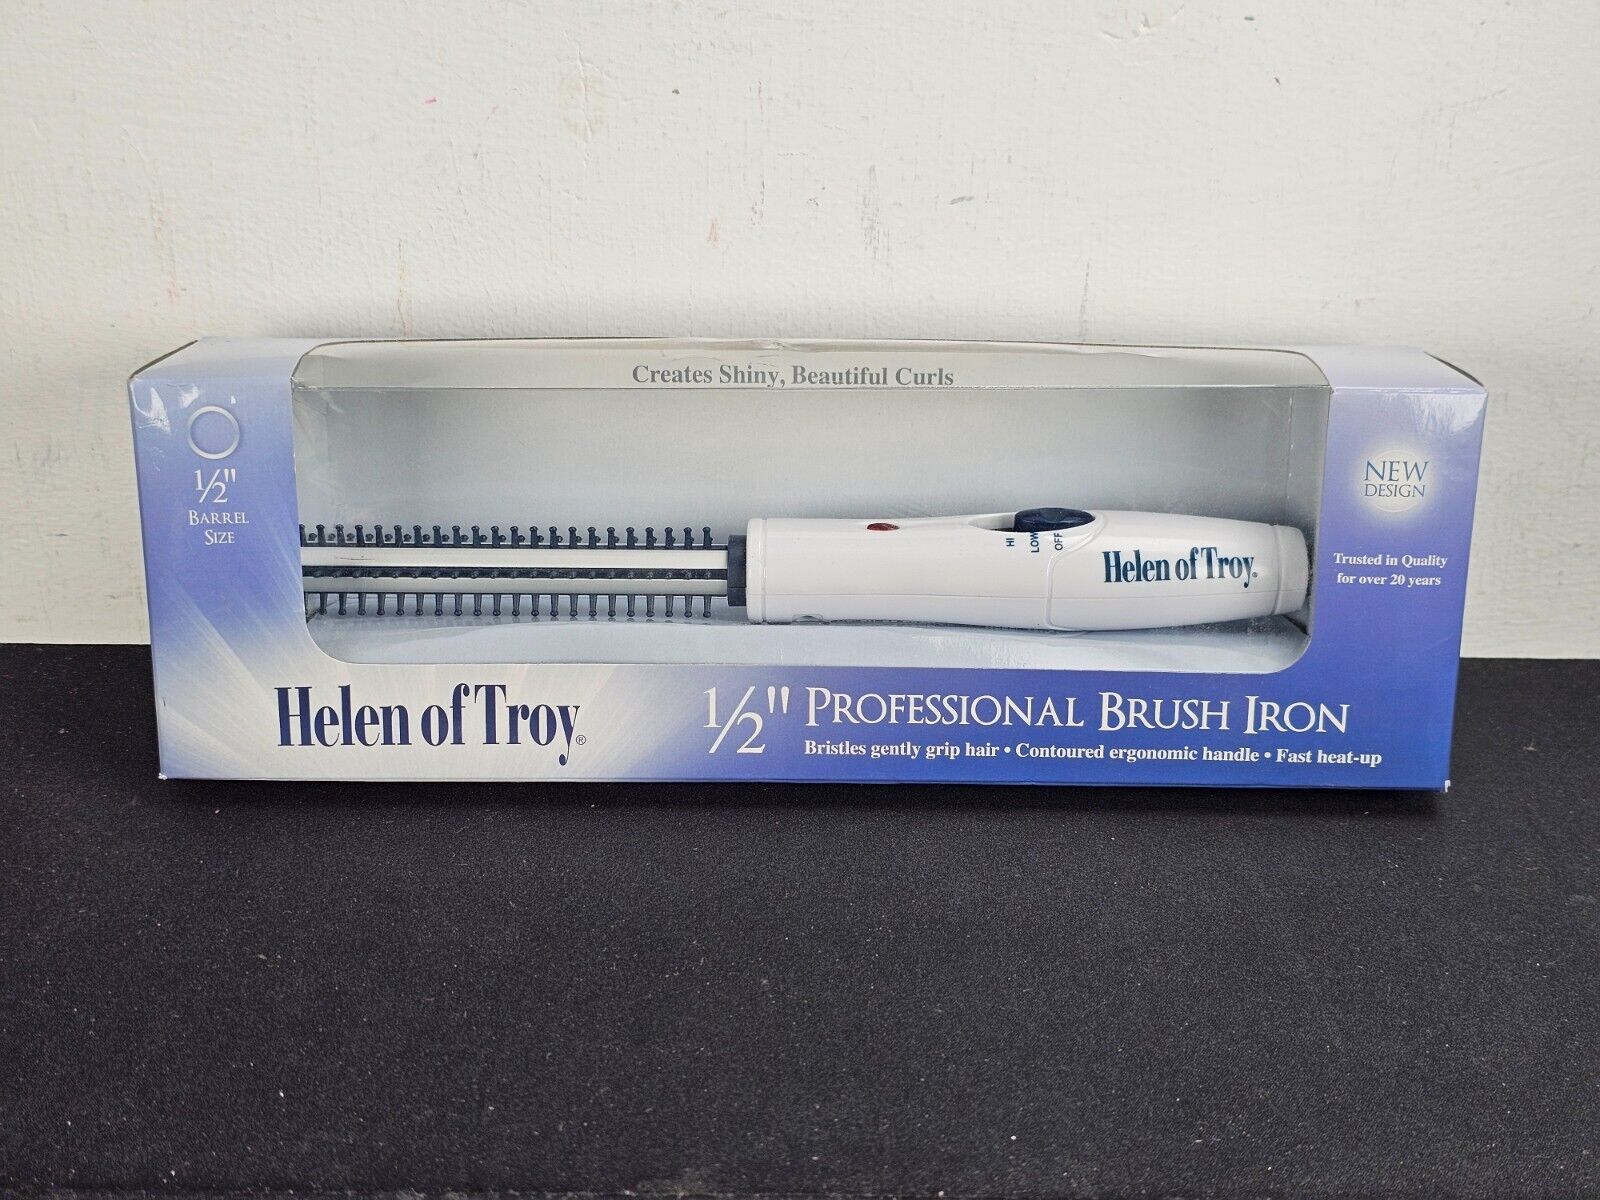 Creates Shiny, Beautiful Curls
1/2"
BARREL
SIZE
NEW
DESIGN
Trusted in Quality
for over 20 years
HI
LOW
OFF
Helen of Troy®
Helen of Troy®
1/2" PROFESSIONAL BRUSH IRON
Bristles gently grip hair • Contoured ergonomic handle • Fast heat-up